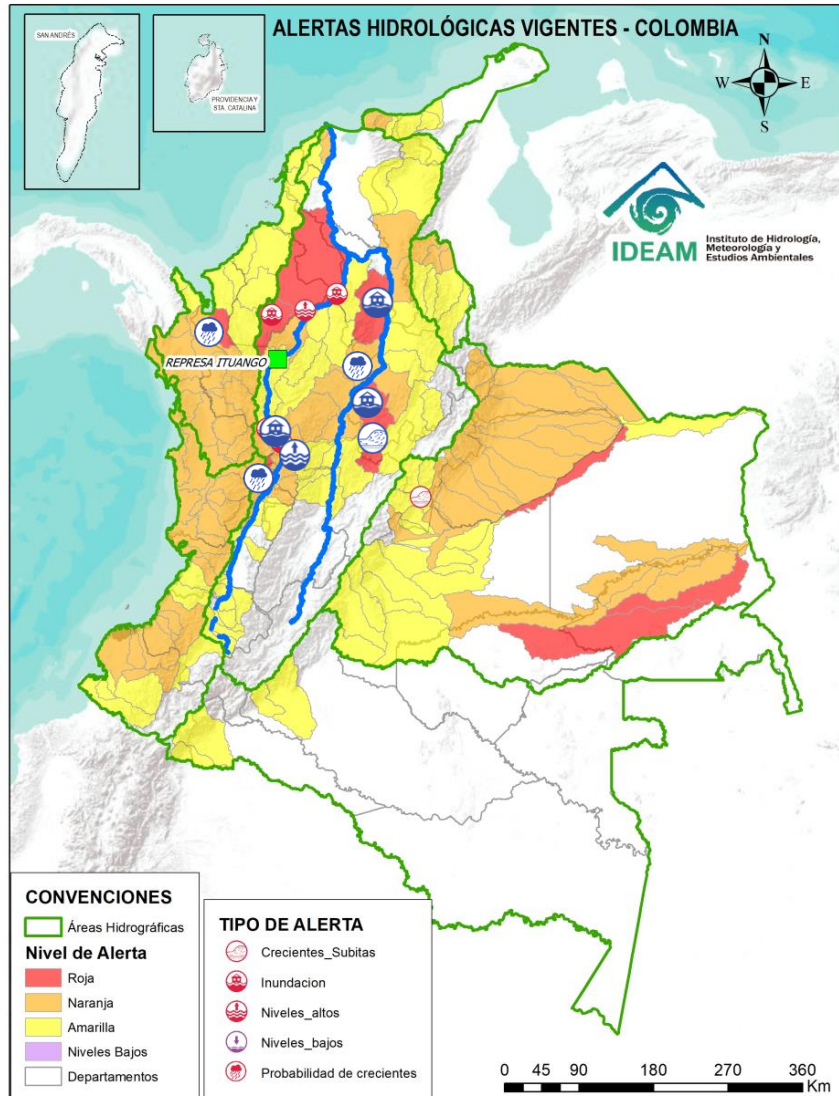 ALERTAS HIDROLÓGICAS VIGENTES - COLOMBIA
SAN ANDRÉS
PROVIDENCIA Y
STA. CATALINA
N
W
E
S
IDEAM
Instituto de Hidrología,
Meteorología y
Estudios Ambientales
REPRESA ITUANGO
CONVENCIONES
Áreas Hidrográficas
Nivel de Alerta
Roja
Naranja
Amarilla
Niveles Bajos
Departamentos
TIPO DE ALERTA
Crecientes_Subitas
Inundacion
Niveles_altos
Niveles_bajos
Probabilidad de crecientes
0 45 90 180 270 360
Km